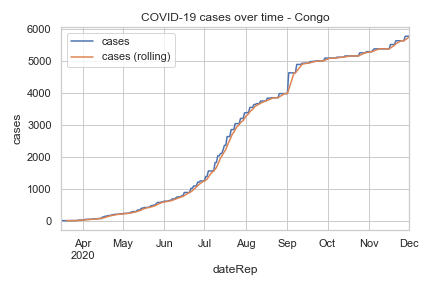 COVID-19 cases over time - Congo
cases
cases (rolling)
6000
5000
4000
3000
2000
1000
0
cases
Apr May Jun Jul Aug Sep Oct Nov Dec
2020
dateRep